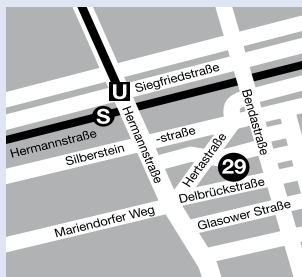 Siegfriedstraße
U
S
Hermannstraße
Hermannstraße
Silberstein
-straße
Bendastraße
Hertastraße
29
Delbrückstraße
Mariendorfer Weg
Glasower Straße